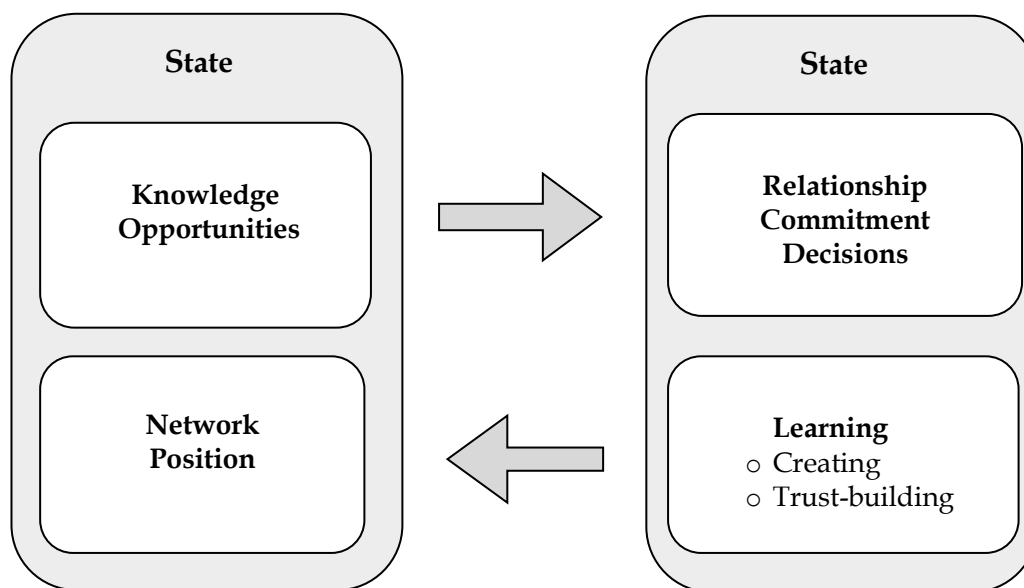 State
Knowledge
Opportunities
Network
Position
State
Relationship
Commitment
Decisions
Learning
o Creating
o Trust-building